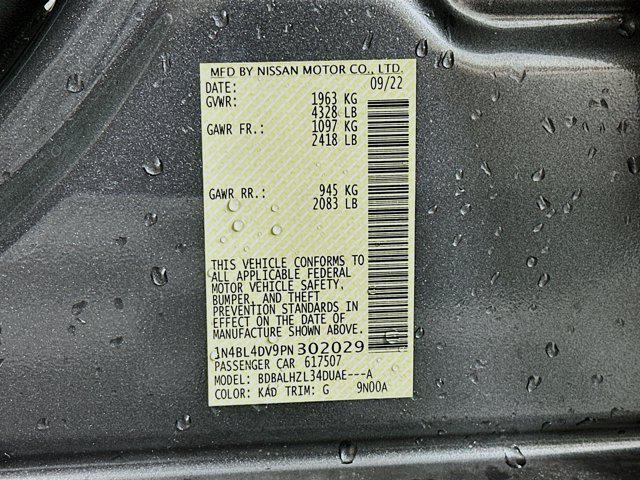 MFD BY NISSAN MOTOR CO., LTD.
DATE: 09/22
GVWR: 1963 KG
4328 LB
GAWR FR.: 1097 KG
2418 LB
GAWR RR.: 945 KG
2083 LB
THIS VEHICLE CONFORMS TO
ALL APPLICABLE FEDERAL
MOTOR VEHICLE SAFETY,
BUMPER, AND THEFT
PREVENTION STANDARDS IN
EFFECT ON THE DATE OF
MANUFACTURE SHOWN ABOVE.
1N4BL4DV9PN302029
PASSENGER CAR 617507
MODEL: BDBALHZL34DUAE---A
COLOR: KAD TRIM: G 9N00A